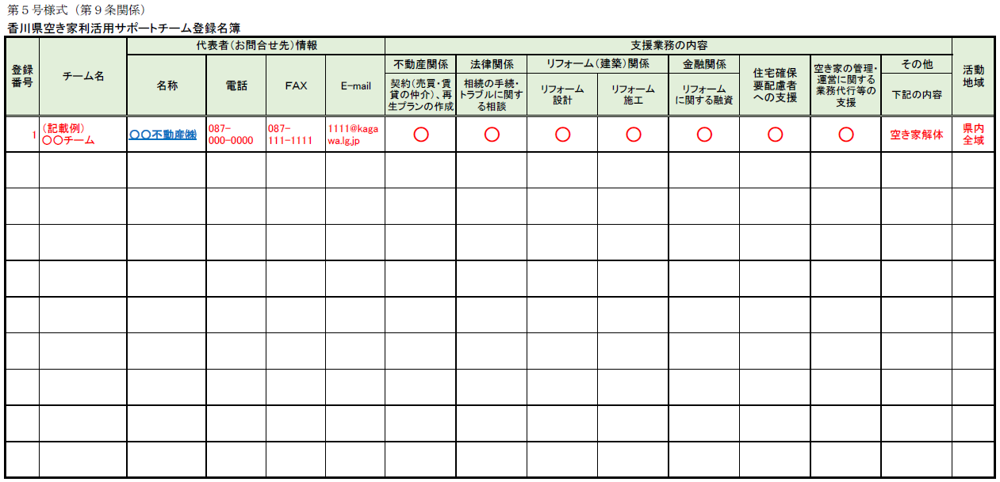 第５号様式（第９条関係）
香川県空き家利活用サポートチーム登録名簿
登録
番号
チーム名
代表者(お問合せ先)情報
名称
電話
FAX
E-mail
支援業務の内容
不動産関係
契約(売買・賃
貸の仲介)、再
生プランの作成
法律関係
相続の手続・
トラブルに関す
る相談
リフォーム(建築)関係
リフォーム
設計
リフォーム
施工
金融関係
リフォーム
に関する融資
住宅確保
要配慮者
への支援
空き家の管理・
運営に関する
業務代行等の
支援
その他
下記の内容
活動
地域
1
(記載例)
〇〇チーム
〇〇不動産㈱
087-
000-0000
087-
111-1111
1111@kaga
wa.lg.jp
〇
〇
〇
〇
〇
〇
〇
空き家解体
県内
全域